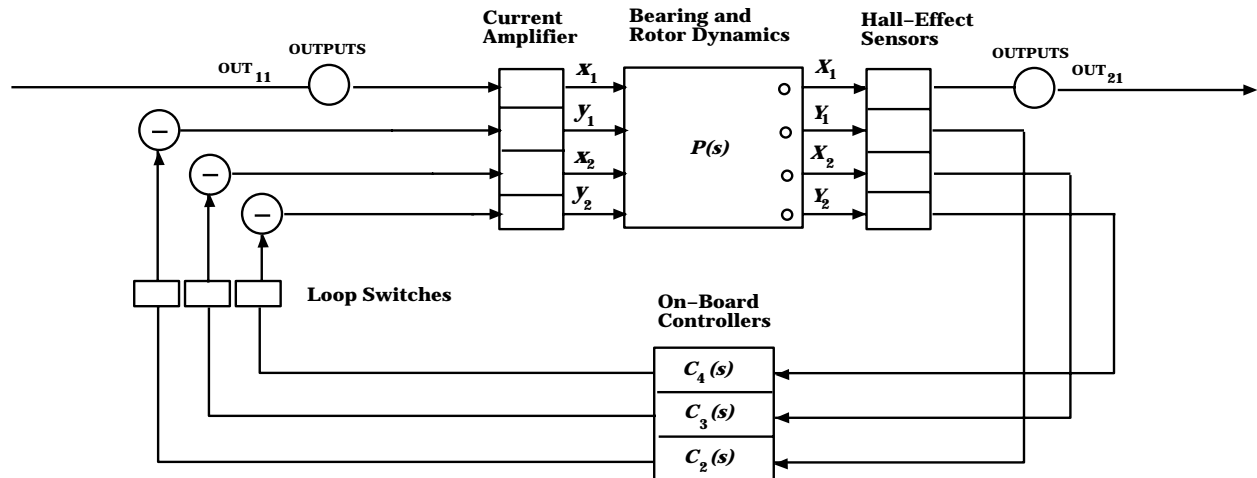 Current
Amplifier
Bearing and
Rotor Dynamics
Hall–Effect
Sensors
OUTPUTS
OUTPUTS
OUT11
x1
X1
OUT21
y1
Y1
P(s)
x2
X2
y2
Y2
–
–
–
Loop Switches
On–Board
Controllers
C4(s)
C3(s)
C2(s)